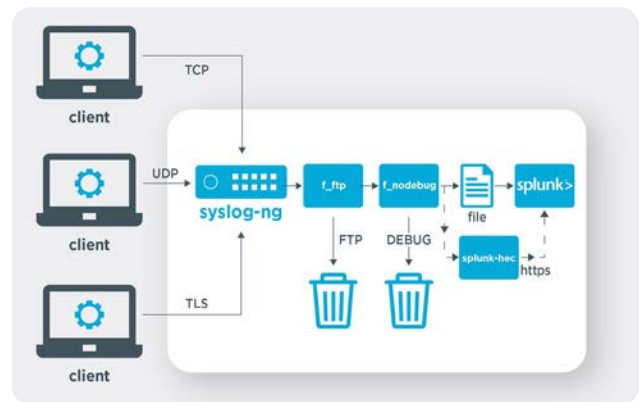 TCP
client
UDP
syslog-ng
f_ftp
f_nodebug
file
splunk>
client
FTP
DEBUG
splunk-hec
https
TLS
client